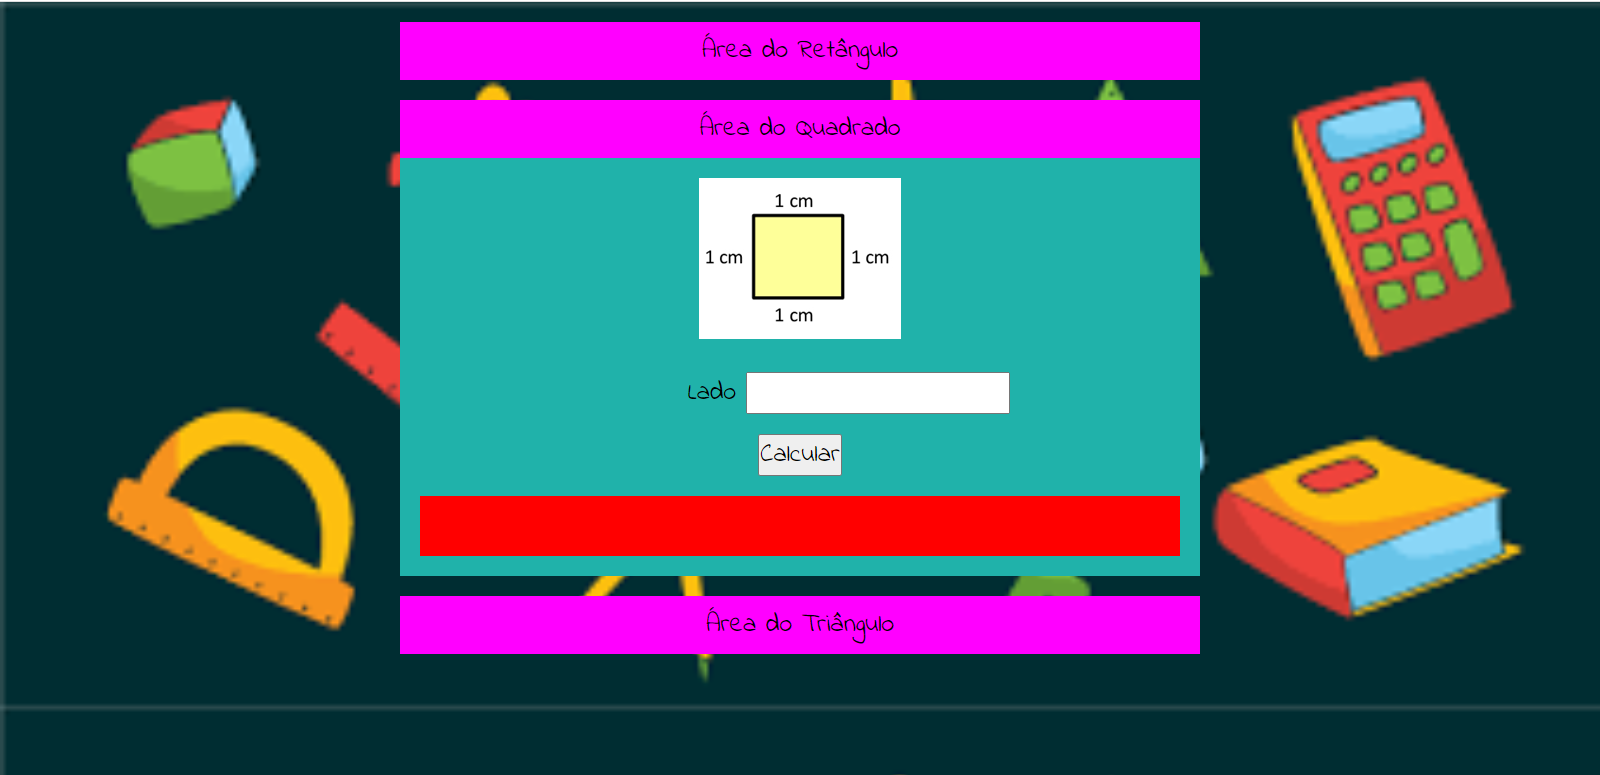 Área do Retângulo
Área do Quadrado
1 cm
1 cm 1 cm
1 cm
Lado
Calcular
Área do Triângulo